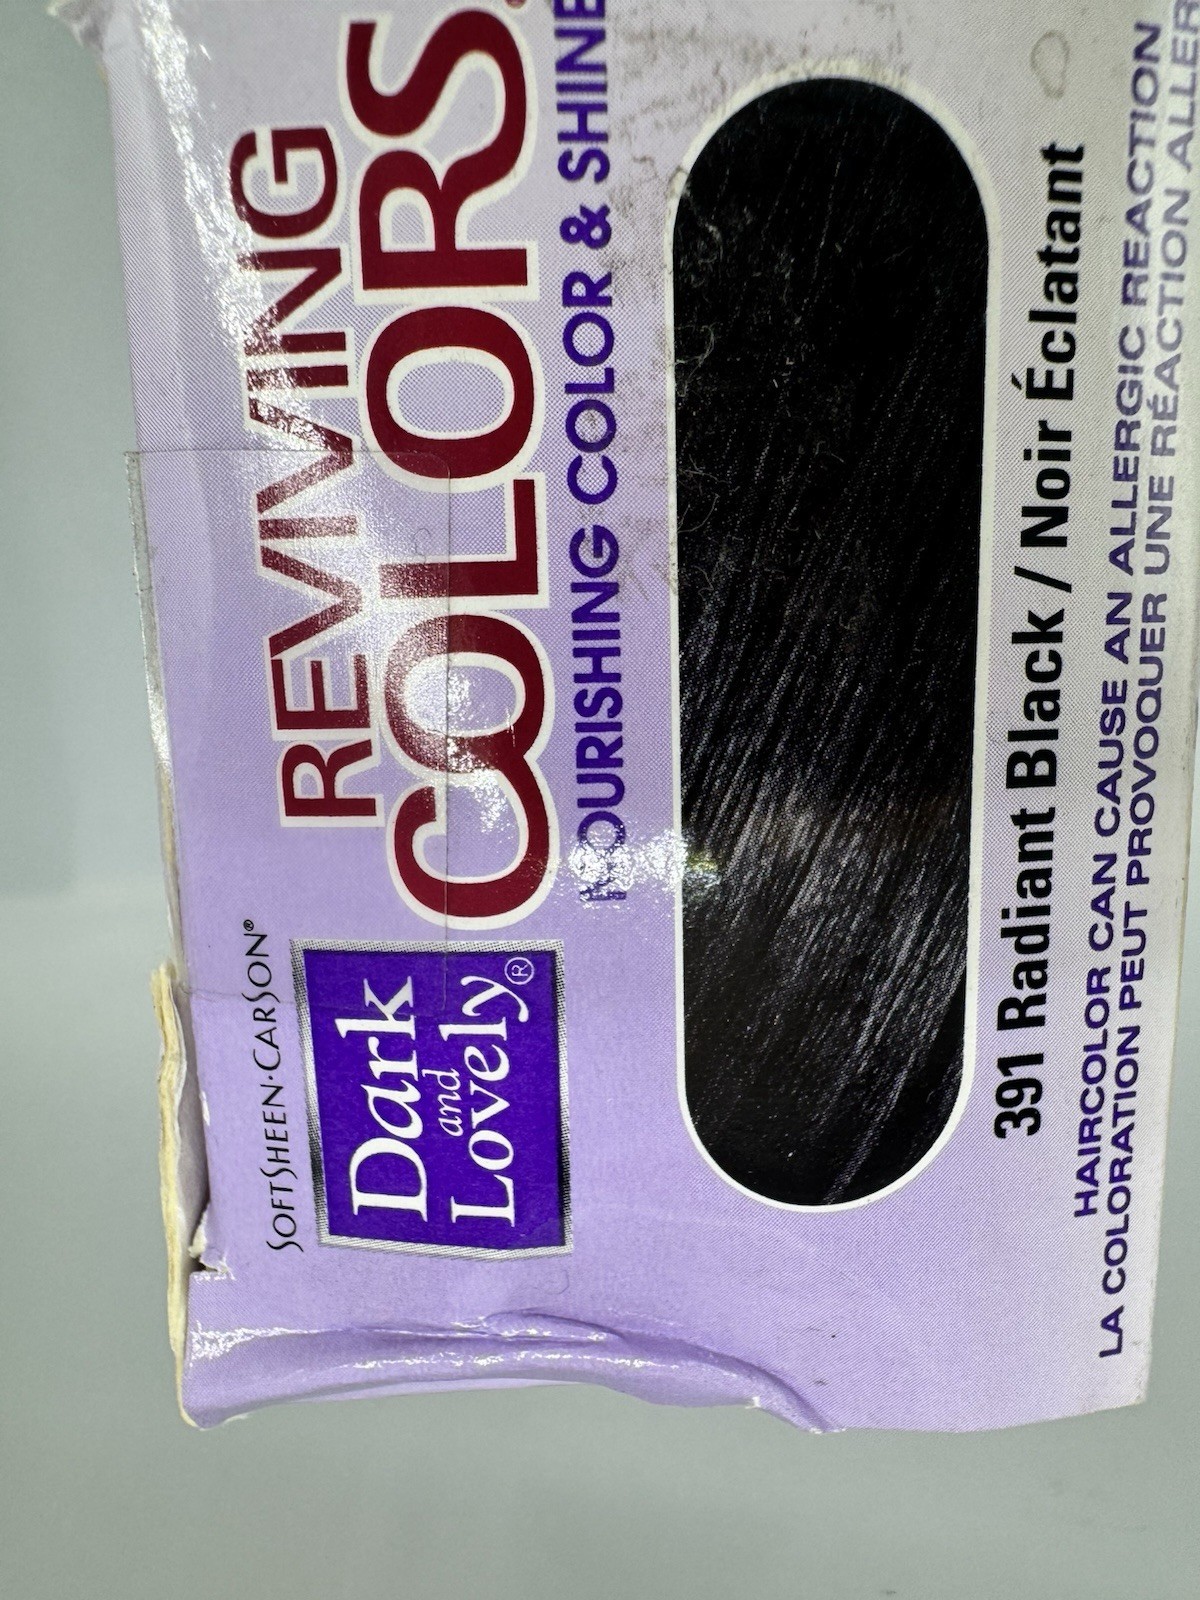 SOFTSHEEN·CARSON®
Dark
and
Lovely®
REVIVING
COLORS
NOURISHING COLOR & SHINE
391 Radiant Black / Noir Éclatant
HAIRCOLOR CAN CAUSE AN ALLERGIC REACTION
LA COLORATION PEUT PROVOQUER UNE RÉACTION